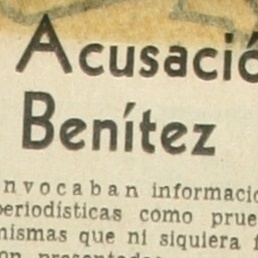 Acusació
Benítez
nvocaban informacio
periodísticas como prue
mismas que ni siquiera